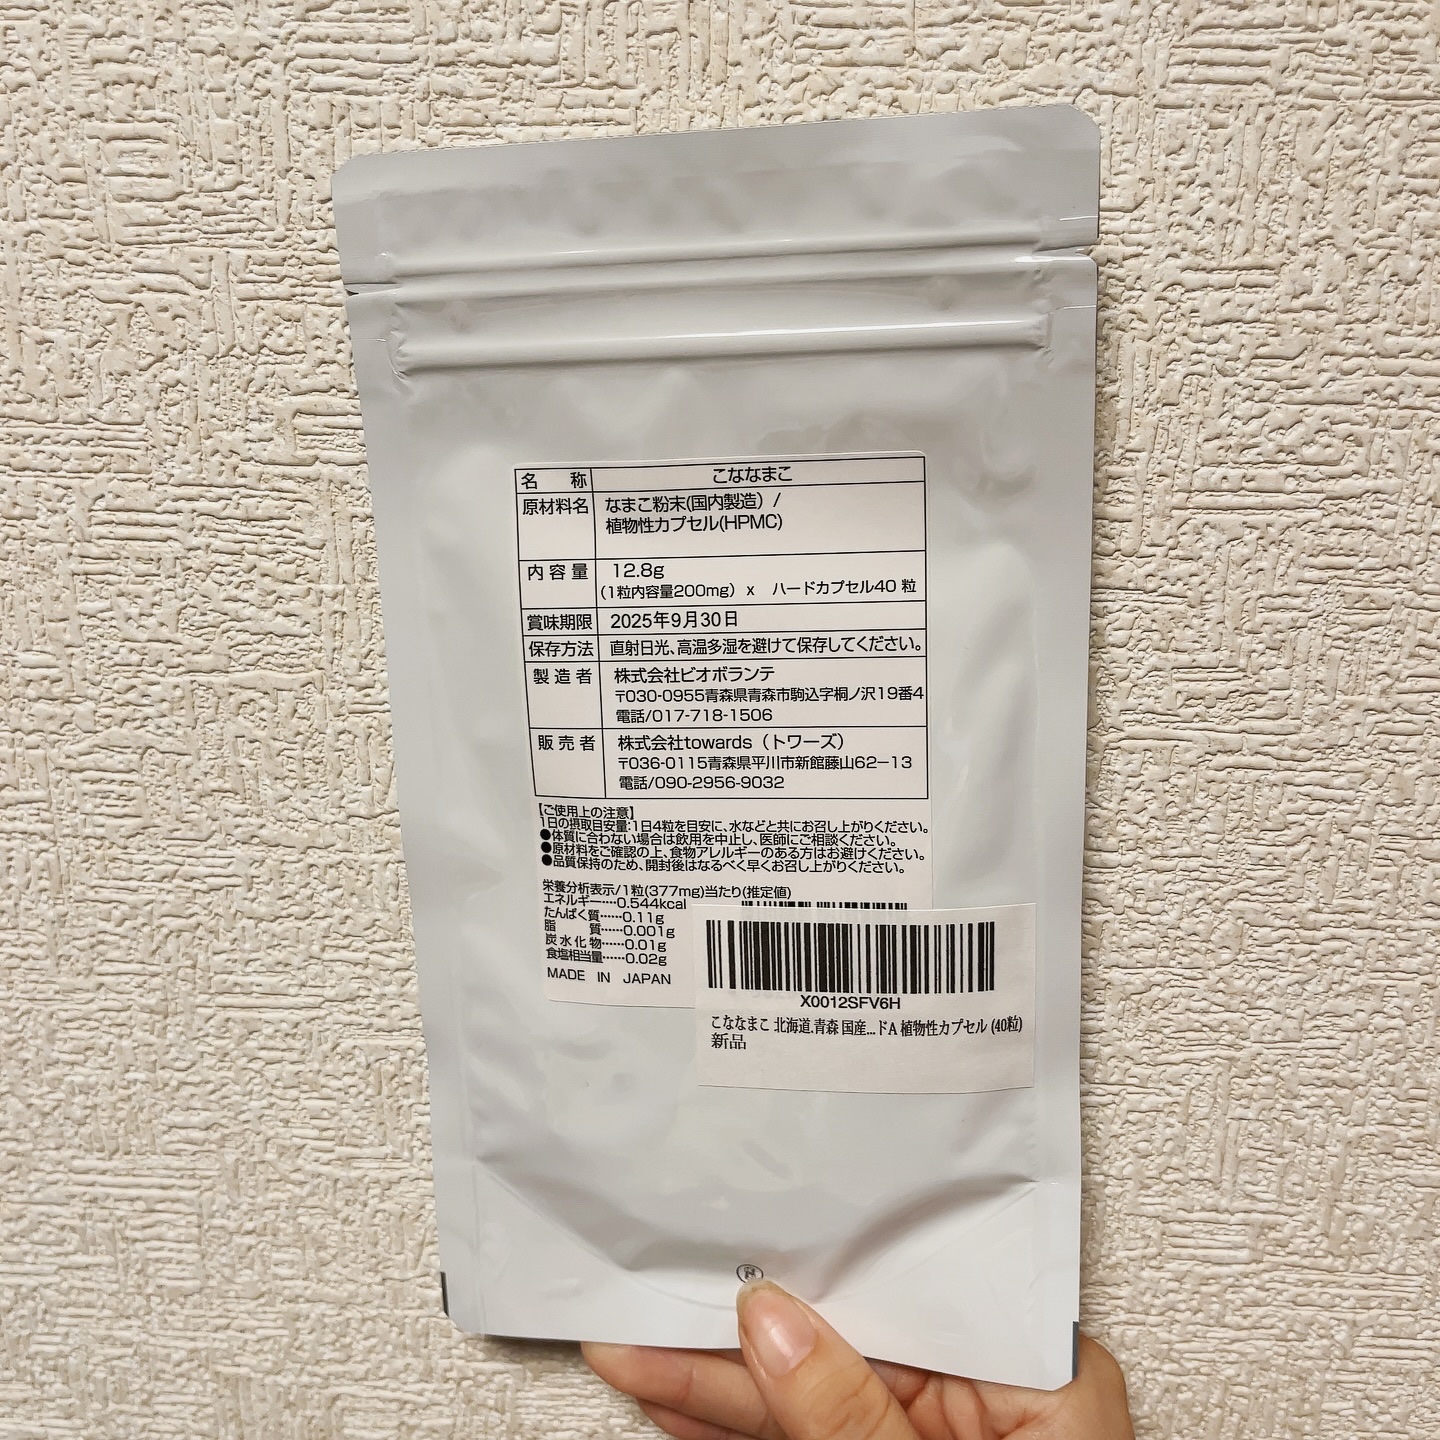 名 称 こななまこ
原材料名 なまこ粉末(国内製造) /
植物性カプセル(HPMC)
内容量 12.8g
(1粒内容量200mg) x ハードカプセル40 粒
賞味期限 2025年9月30日
保存方法 直射日光、高温多湿を避けて保存してください。
製造者 株式会社ビオボランテ
〒030-0955青森県青森市駒込字桐ノ沢19番4
電話/017-718-1506
販売者 株式会社towards(トワーズ)
〒036-0115青森県平川市新館藤山62-13
電話/090-2956-9032
【ご使用上の注意】
1日の摂取目安量:1日4粒を目安に、水などと共にお召し上がりください。
●体質に合わない場合は飲用を中止し、医師にご相談ください。
●原材料をご確認の上、食物アレルギーのある方はお避けください。
●品質保持のため、開封後はなるべく早くお召し上がりください。
栄養分析表示/1粒(377mg)当たり(推定値)
エネルギー‥‥0.544kcal
たんぱく質‥‥‥0.11g
脂 質‥‥‥0.001g
炭水化物‥‥‥0.01g
食塩相当量‥‥‥0.02g
MADE IN JAPAN
X0012SFV6H
こななまこ 北海道.青森 国産...ドA 植物性カプセル (40粒)
新品